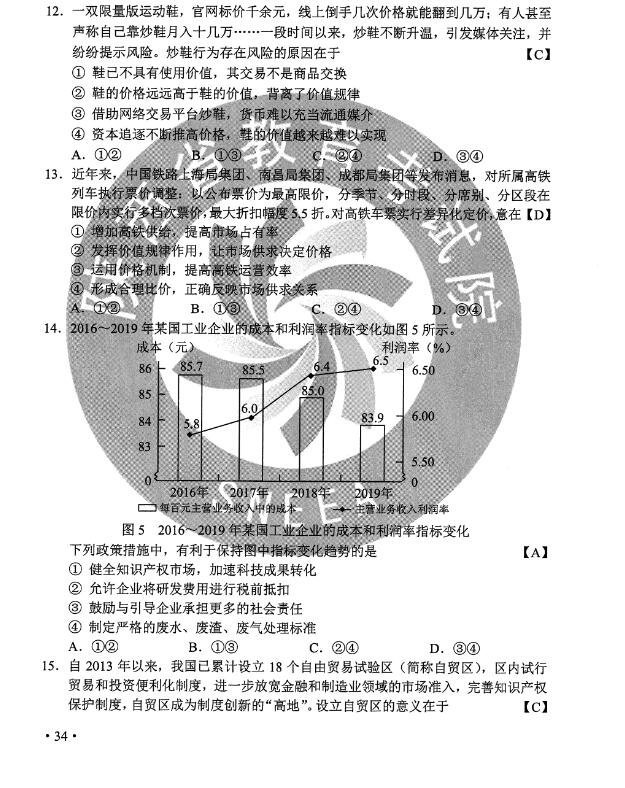 12. 一双限量版运动鞋，官网标价千余元，线上倒手几次价格就能翻到几万；有人甚至
声称自己靠炒鞋月入十几万……一段时间以来，炒鞋不断升温，引发媒体关注，并
纷纷提示风险。炒鞋行为存在风险的原因在于 【C】
① 鞋已不具有使用价值，其交易不是商品交换
② 鞋的价格远远高于鞋的价值，背离了价值规律
③ 借助网络交易平台炒鞋，货币难以充当流通媒介
④ 资本追逐不断推高价格，鞋的价值越来越难以实现
A. ①② B. ①③ C. ②④ D. ③④
13. 近年来，中国铁路上海局集团、南昌局集团、成都局集团等发布消息，对所属高铁
列车执行票价调整：以公布票价为最高限价，分季节、分时段、分席别、分区段在
限价内实行多档次票价，最大折扣幅度 5.5 折。对高铁车票实行差异化定价，意在【D】
① 增加高铁供给，提高市场占有率
② 发挥价值规律作用，让市场供求决定价格
③ 运用价格机制，提高高铁运营效率
④ 形成合理比价，正确反映市场供求关系
A. ①② B. ①③ C. ②④ D. ③④
14. 2016～2019 年某国工业企业的成本和利润率指标变化如图 5 所示。
成本（元） 利润率（%）
86 85.7 85.5 6.4 6.5 6.50
85 85.0
84 5.8 6.0 83.9 6.00
83
5.50
0 0
2016年 2017年 2018年 2019年
每百元主营业务收入中的成本 主营业务收入利润率
图 5 2016～2019 年某国工业企业的成本和利润率指标变化
下列政策措施中，有利于保持图中指标变化趋势的是 【A】
① 健全知识产权市场，加速科技成果转化
② 允许企业将研发费用进行税前抵扣
③ 鼓励与引导企业承担更多的社会责任
④ 制定严格的废水、废渣、废气处理标准
A. ①② B. ①③ C. ②④ D. ③④
15. 自 2013 年以来，我国已累计设立 18 个自由贸易试验区（简称自贸区），区内试行
贸易和投资便利化制度，进一步放宽金融和制造业领域的市场准入，完善知识产权
保护制度，自贸区成为制度创新的“高地”。设立自贸区的意义在于 【C】
· 34 ·
陕西省教育考试院
SNEEA